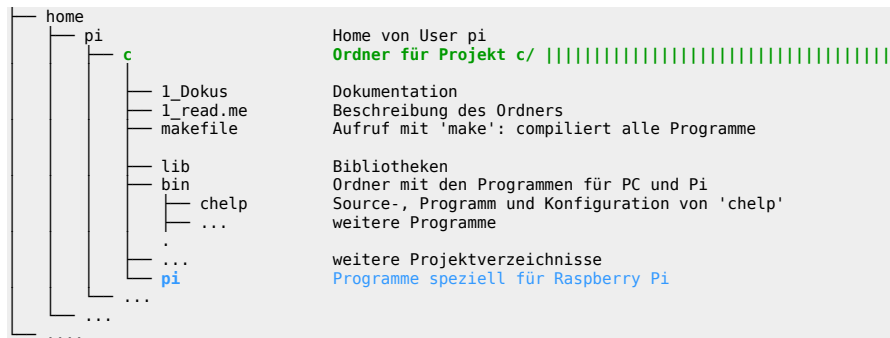 home
pi Home von User pi
c Ordner für Projekt c/ ||||||||||||||||||||||||||||||||||||
1_Dokus Dokumentation
1_read.me Beschreibung des Ordners
makefile Aufruf mit 'make': compiliert alle Programme
lib Bibliotheken
bin Ordner mit den Programmen für PC und Pi
chelp Source-, Programm und Konfiguration von 'chelp'
... weitere Programme
.
... weitere Projektverzeichnisse
pi Programme speziell für Raspberry Pi
...
...
....